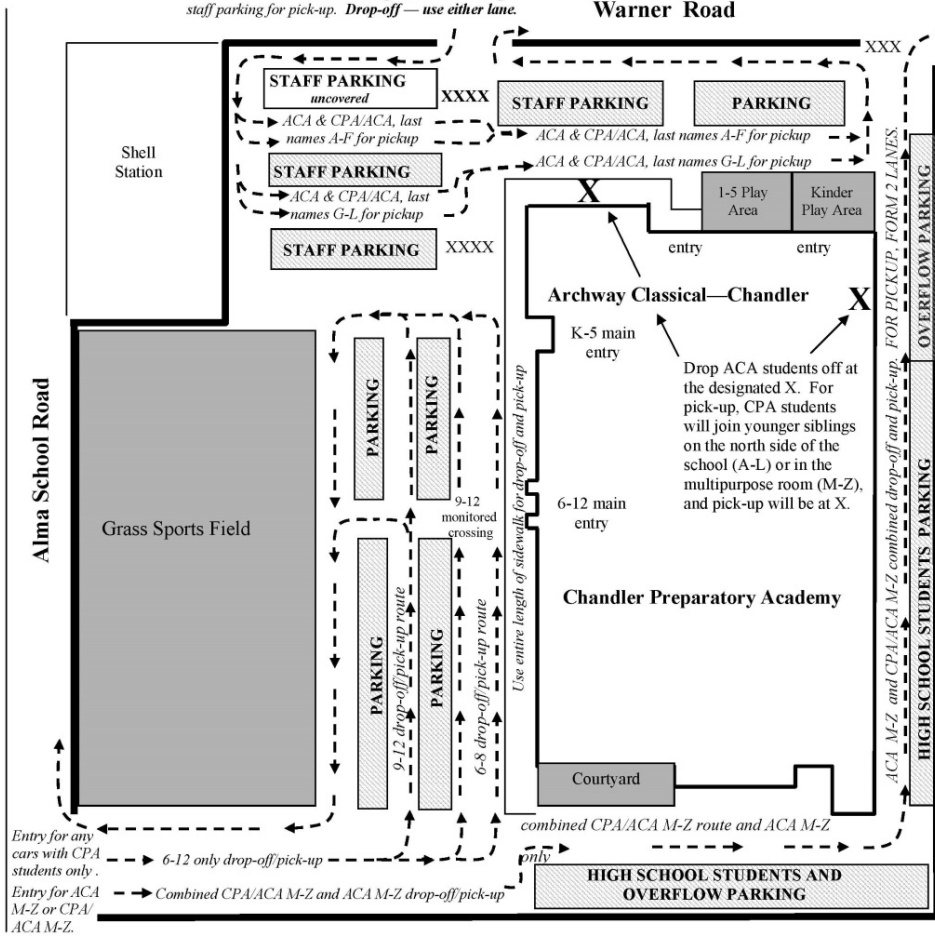 staff parking for pick-up. Drop-off — use either lane.
Warner Road
XXX
STAFF PARKING
uncovered
XXXX
STAFF PARKING
PARKING
ACA & CPA/ACA, last
names A-F for pickup
ACA & CPA/ACA, last names A-F for pickup
Shell
Station
STAFF PARKING
ACA & CPA/ACA, last names G-L for pickup
ACA & CPA/ACA, last
names G-L for pickup
X
1-5 Play
Area
Kinder
Play Area
STAFF PARKING
XXXX
entry
entry
Archway Classical—Chandler
X
K-5 main
entry
Drop ACA students off at
the designated X. For
pick-up, CPA students
will join younger siblings
on the north side of the
school (A-L) or in the
multipurpose room (M-Z),
and pick-up will be at X.
PARKING
PARKING
Alma School Road
Grass Sports Field
9-12
monitored
crossing
6-12 main
entry
Use entire length of sidewalk for drop-off and pick-up
Chandler Preparatory Academy
PARKING
9-12 drop-off/pick-up route
PARKING
6-8 drop-off/pick-up route
ACA M-Z and CPA/ACA M-Z combined drop-off and pick-up. FOR PICKUP, FORM 2 LANES.
OVERFLOW PARKING
HIGH SCHOOL STUDENTS PARKING
Courtyard
combined CPA/ACA M-Z route and ACA M-Z
only
Entry for any
cars with CPA
students only .
6-12 only drop-off/pick-up
Entry for ACA
M-Z or CPA/
ACA M-Z.
Combined CPA/ACA M-Z and ACA M-Z drop-off/pick-up
HIGH SCHOOL STUDENTS AND
OVERFLOW PARKING